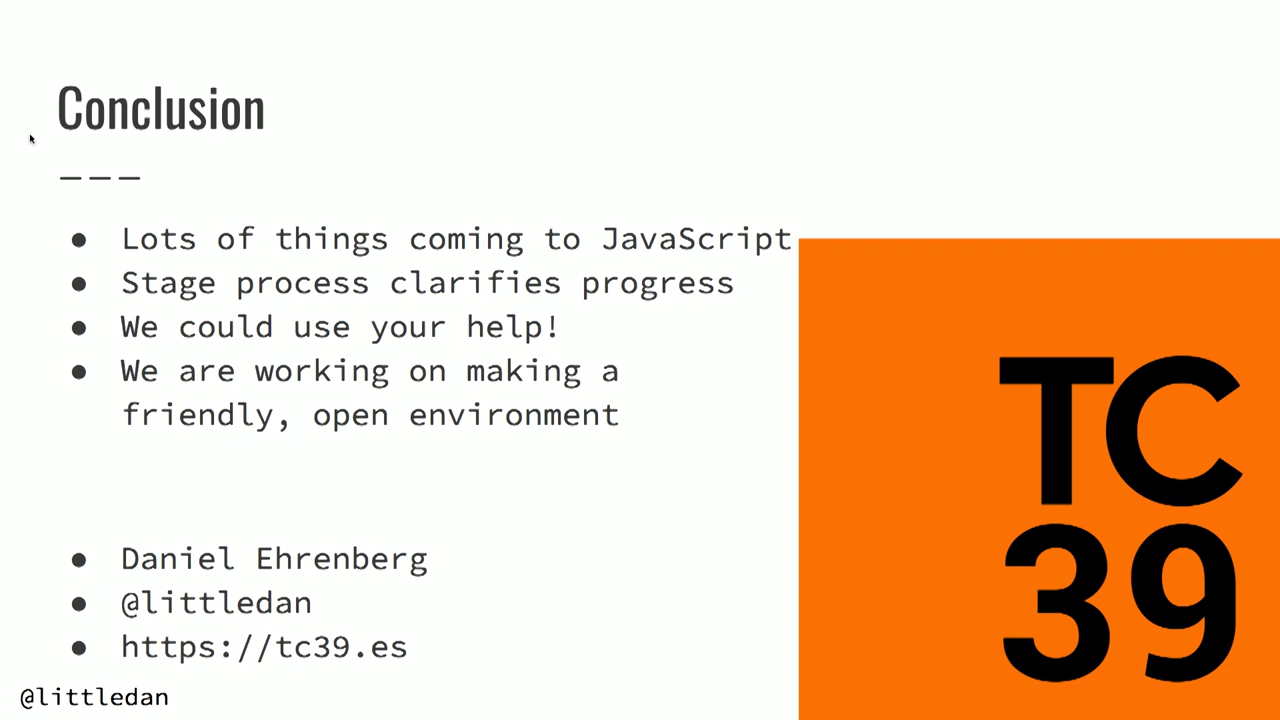 Conclusion
● Lots of things coming to JavaScript
● Stage process clarifies progress
● We could use your help!
● We are working on making a
friendly, open environment
● Daniel Ehrenberg
● @littledan
● https://tc39.es
@littledan
TC
39